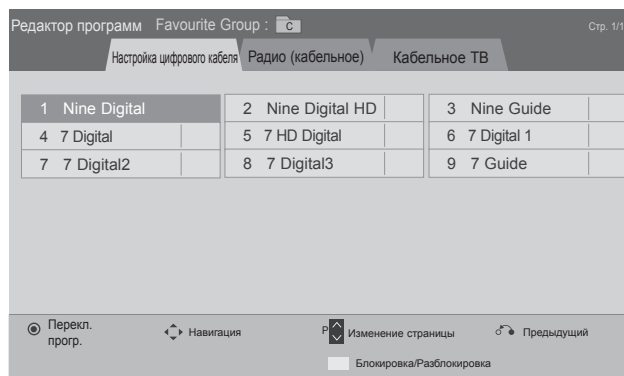 Редактор программ Favourite Group : C Стр. 1/1
Настройка цифрового кабеля Радио (кабельное) Кабельное ТВ
1 Nine Digital 2 Nine Digital HD 3 Nine Guide
4 7 Digital 5 7 HD Digital 6 7 Digital 1
7 7 Digital2 8 7 Digital3 9 7 Guide
Перекл. прогр. Навигация P Изменение страницы Предыдущий
Блокировка/Разблокировка